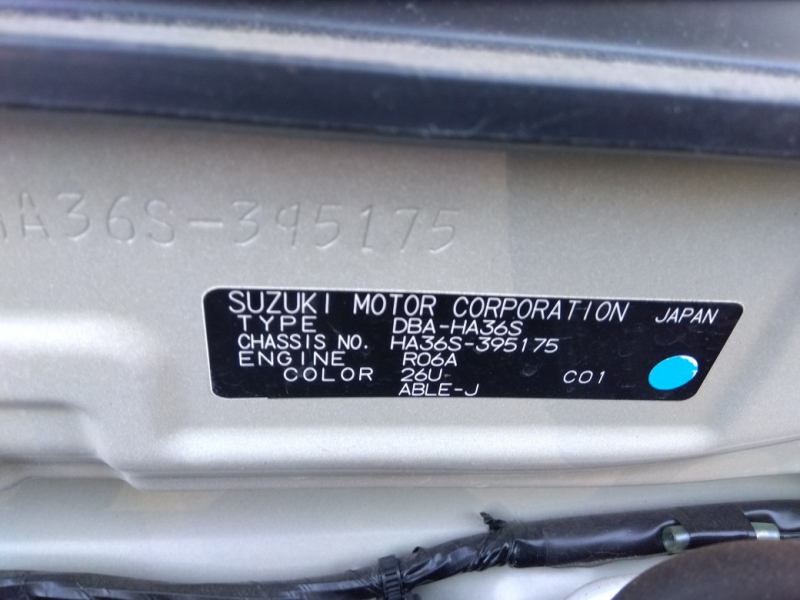 HA36S-395175
SUZUKI MOTOR CORPORATION JAPAN
TYPE DBA-HA36S
CHASSIS NO. HA36S-395175
ENGINE R06A
COLOR 26U C01
ABLE-J